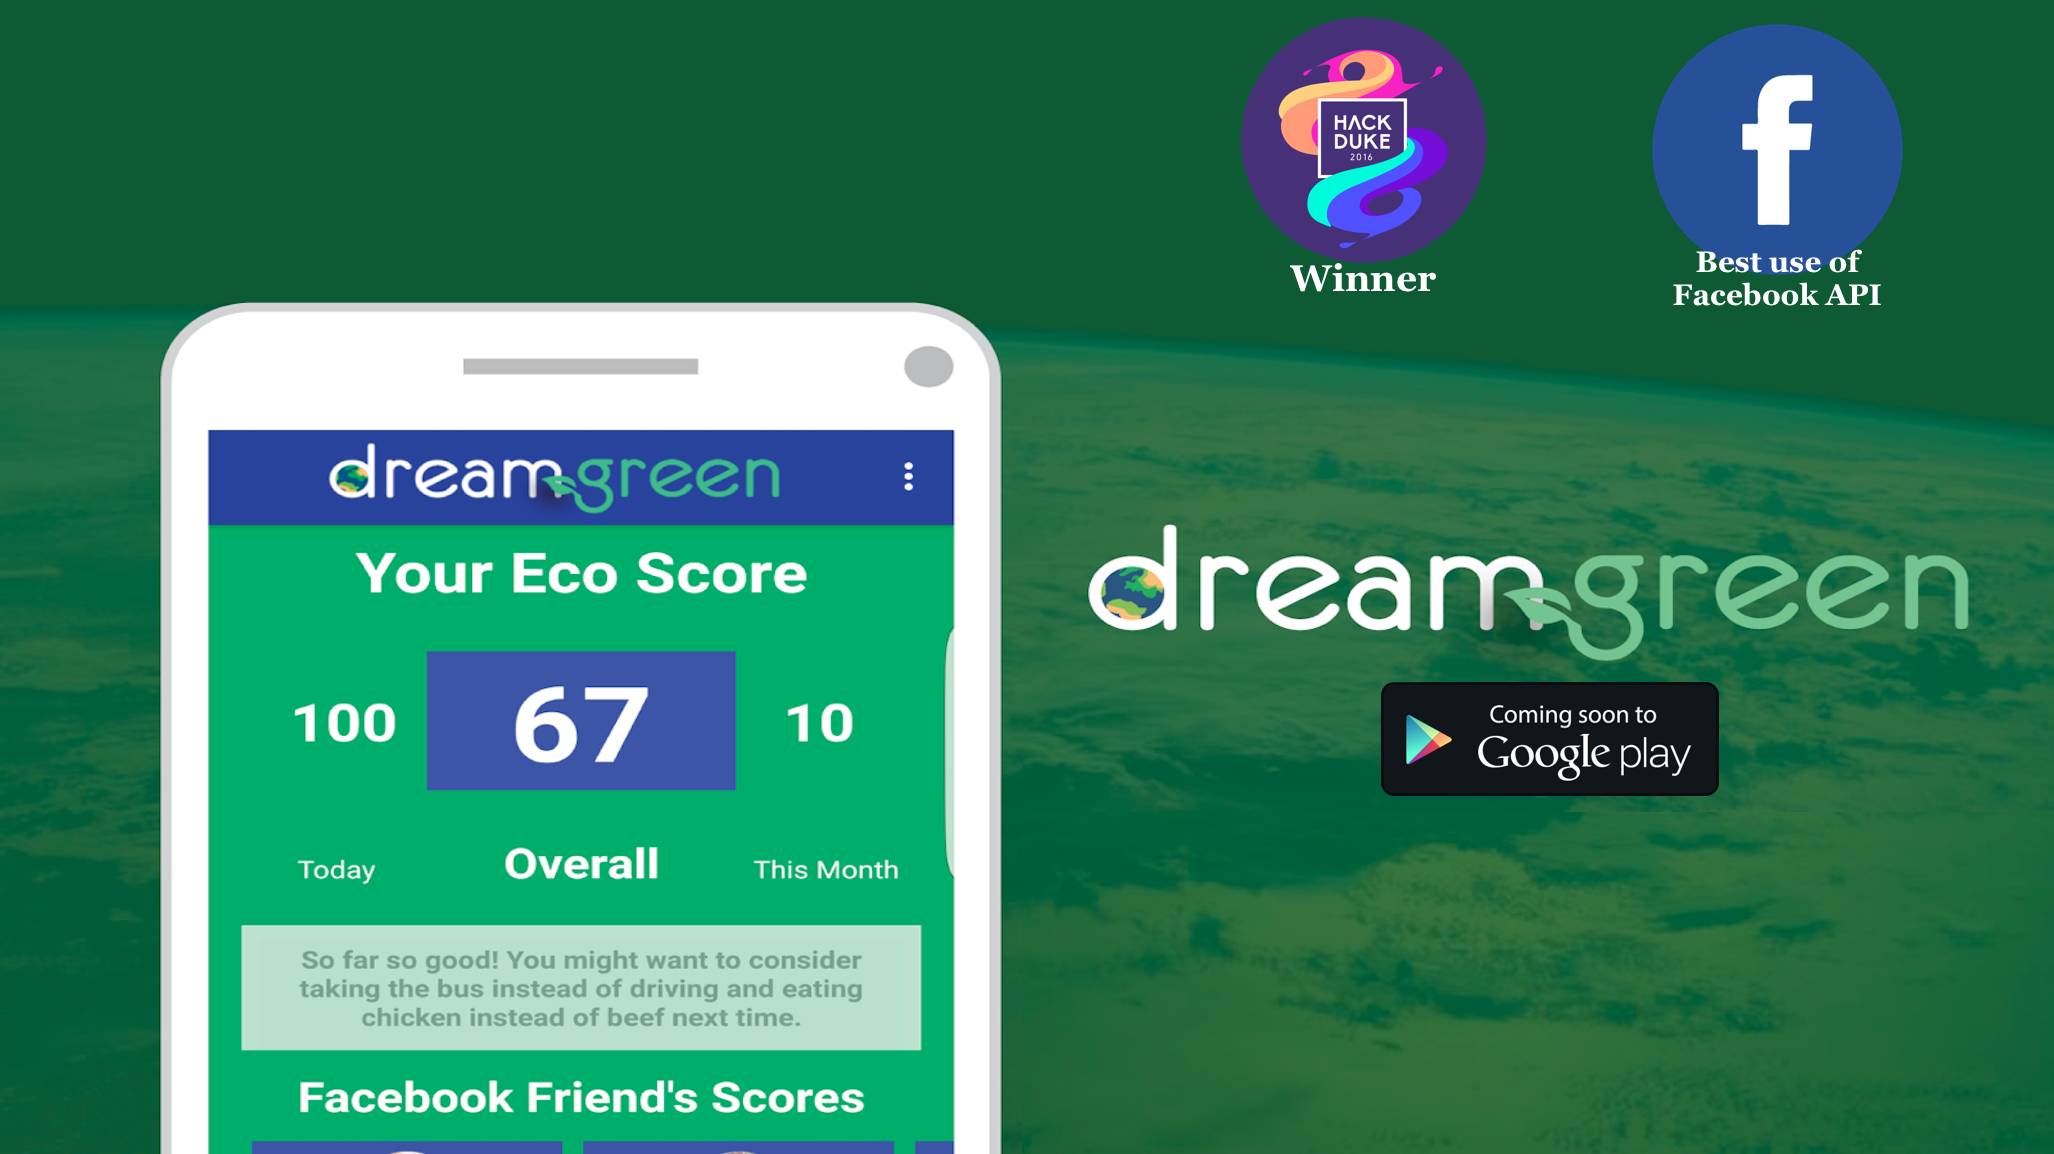 HACK
DUKE
2016
Winner
f
Best use of
Facebook API
dreamgreen
Your Eco Score
100
67
10
Today
Overall
This Month
So far so good! You might want to consider
taking the bus instead of driving and eating
chicken instead of beef next time.
Facebook Friend's Scores
dreamgreen
Coming soon to
Google play